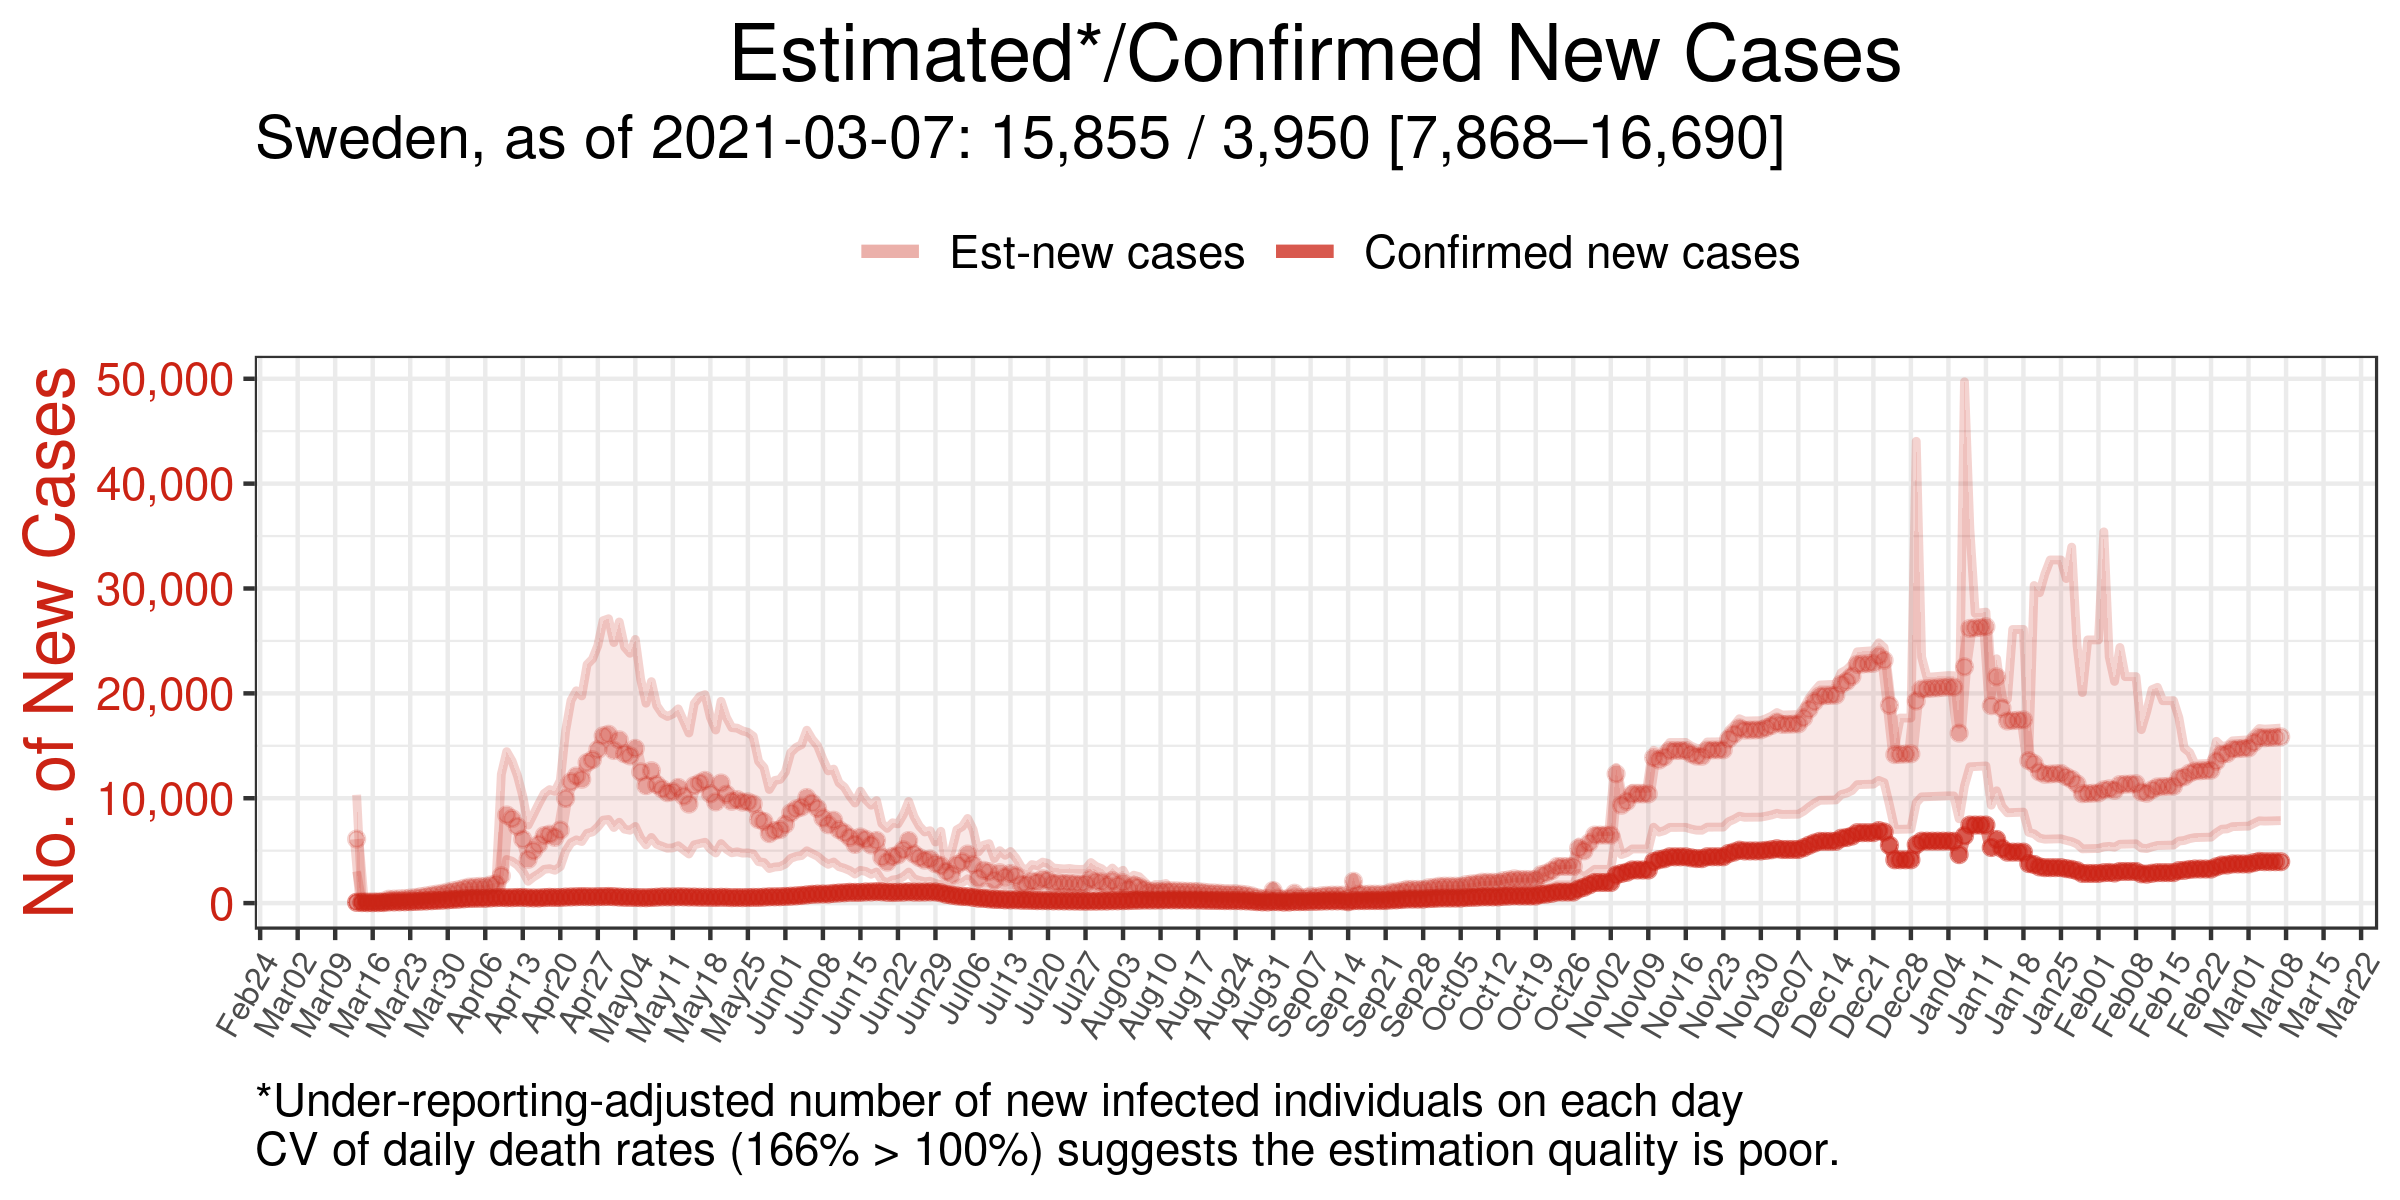 Estimated*/Confirmed New Cases
Sweden, as of 2021-03-07: 15,855 / 3,950 [7,868–16,690]
Est-new cases
Confirmed new cases
No. of New Cases
50,000
40,000
30,000
20,000
10,000
0
Feb24
Mar02
Mar09
Mar16
Mar23
Mar30
Apr06
Apr13
Apr20
Apr27
May04
May11
May18
May25
Jun01
Jun08
Jun15
Jun22
Jun29
Jul06
Jul13
Jul20
Jul27
Aug03
Aug10
Aug17
Aug24
Aug31
Sep07
Sep14
Sep21
Sep28
Oct05
Oct12
Oct19
Oct26
Nov02
Nov09
Nov16
Nov23
Nov30
Dec07
Dec14
Dec21
Dec28
Jan04
Jan11
Jan18
Jan25
Feb01
Feb08
Feb15
Feb22
Mar01
Mar08
Mar15
Mar22
*Under-reporting-adjusted number of new infected individuals on each day
CV of daily death rates (166% > 100%) suggests the estimation quality is poor.